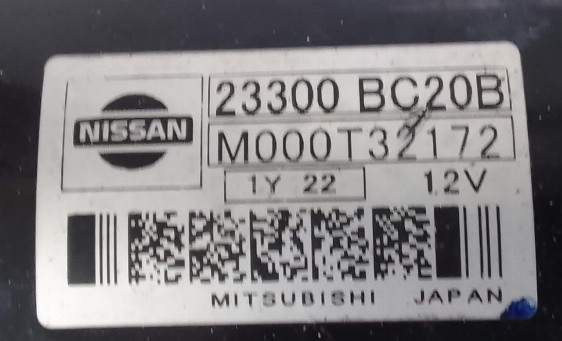 NISSAN
23300 BC20B
M000T32172
1Y 22 12V
MITSUBISHI JAPAN